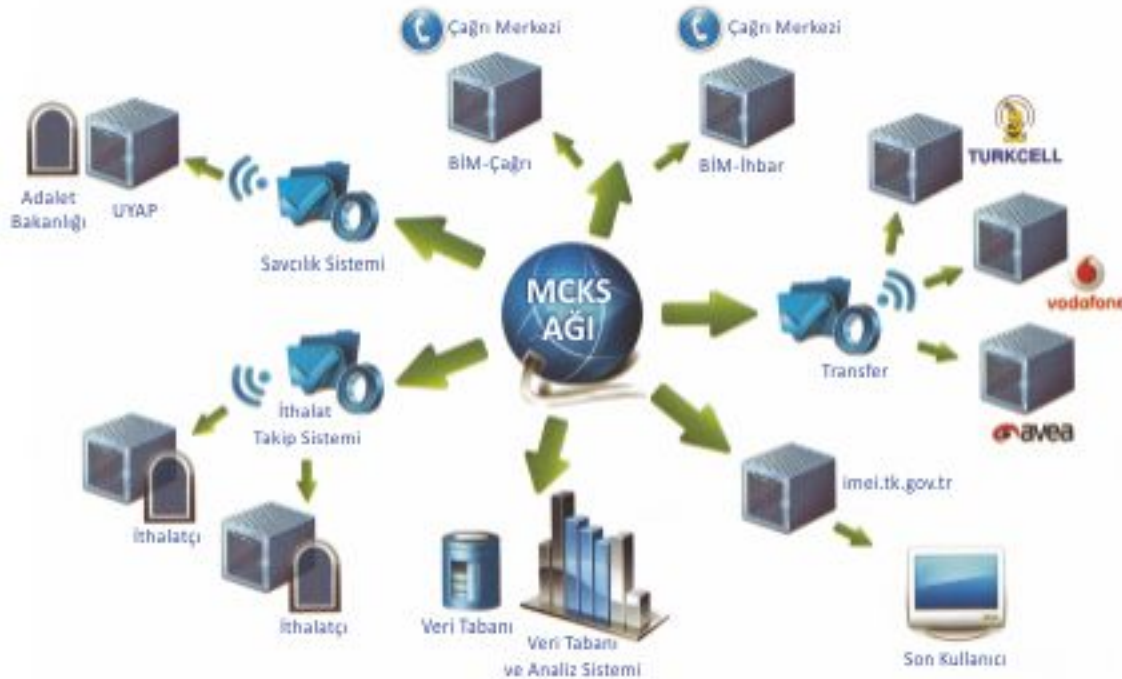 Çağrı Merkezi
Çağrı Merkezi
BİM-Çağrı
BİM-İhbar
TURKCELL
Adalet
Bakanlığı
UYAP
Savcılık Sistemi
MCKS
AĞI
vodafone
Transfer
avea
İthalat
Takip Sistemi
imei.tk.gov.tr
İthalatçı
İthalatçı
Veri Tabanı
Veri Tabanı
ve Analiz Sistemi
Son Kullanıcı